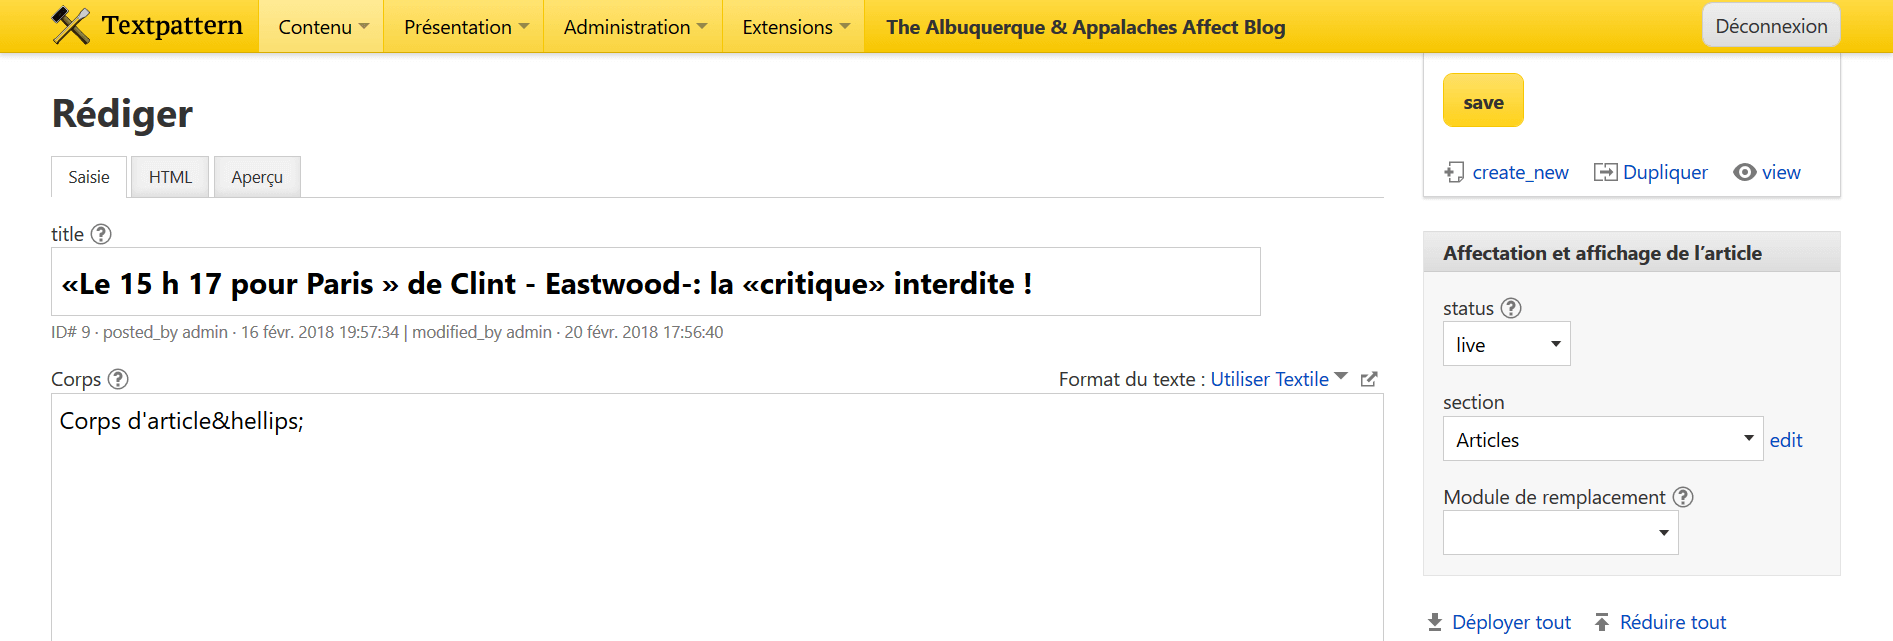 Textpattern Contenu Présentation Administration Extensions The Albuquerque & Appalaches Affect Blog Déconnexion
Rédiger
Saisie HTML Aperçu
title ?
«Le 15 h 17 pour Paris » de Clint - Eastwood-: la «critique» interdite !
ID# 9 · posted_by admin · 16 févr. 2018 19:57:34 | modified_by admin · 20 févr. 2018 17:56:40
Corps ? Format du texte : Utiliser Textile
Corps d'article&hellips;
save
create_new Dupliquer view
Affectation et affichage de l’article
status ?
live
section
Articles edit
Module de remplacement ?
Déployer tout Réduire tout